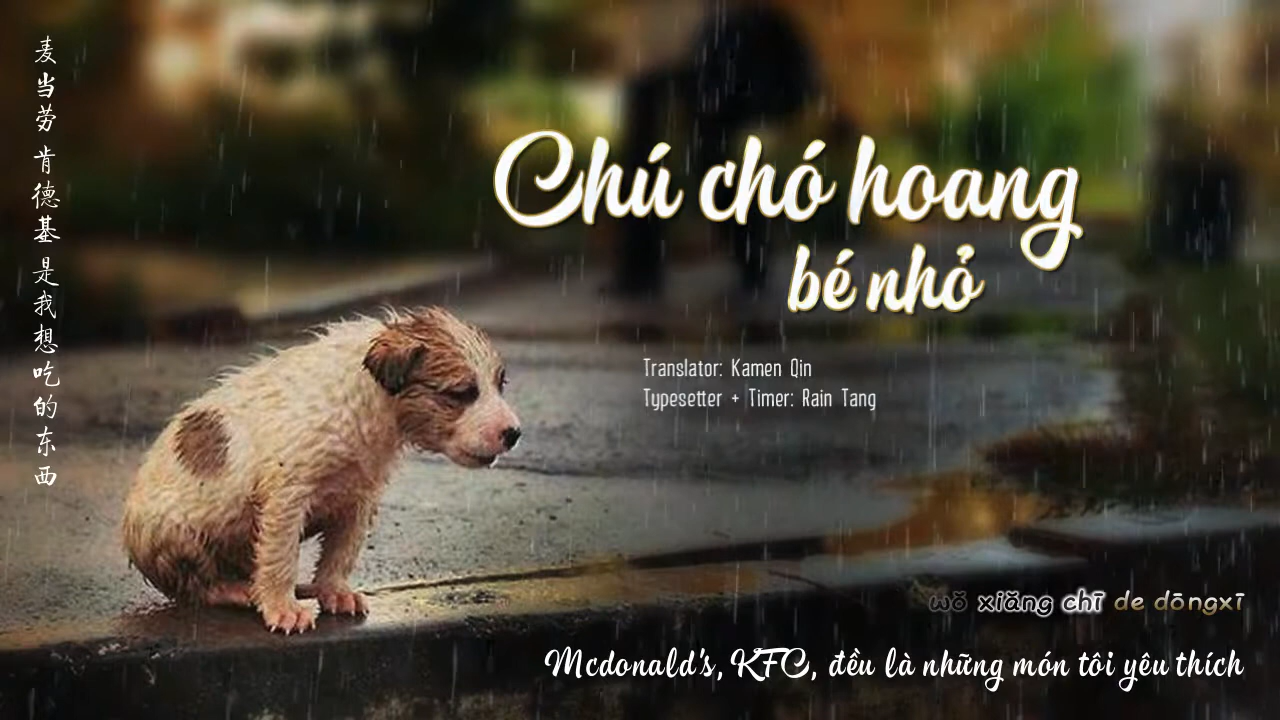 麦当劳 肯德基 是我想吃的东西
Chú chó hoang
bé nhỏ
Translator: Kamen Qin
Typesetter + Timer: Rain Tang
wǒ xiǎng chī de dōngxī
Mcdonald's, KFC, đều là những món tôi yêu thích